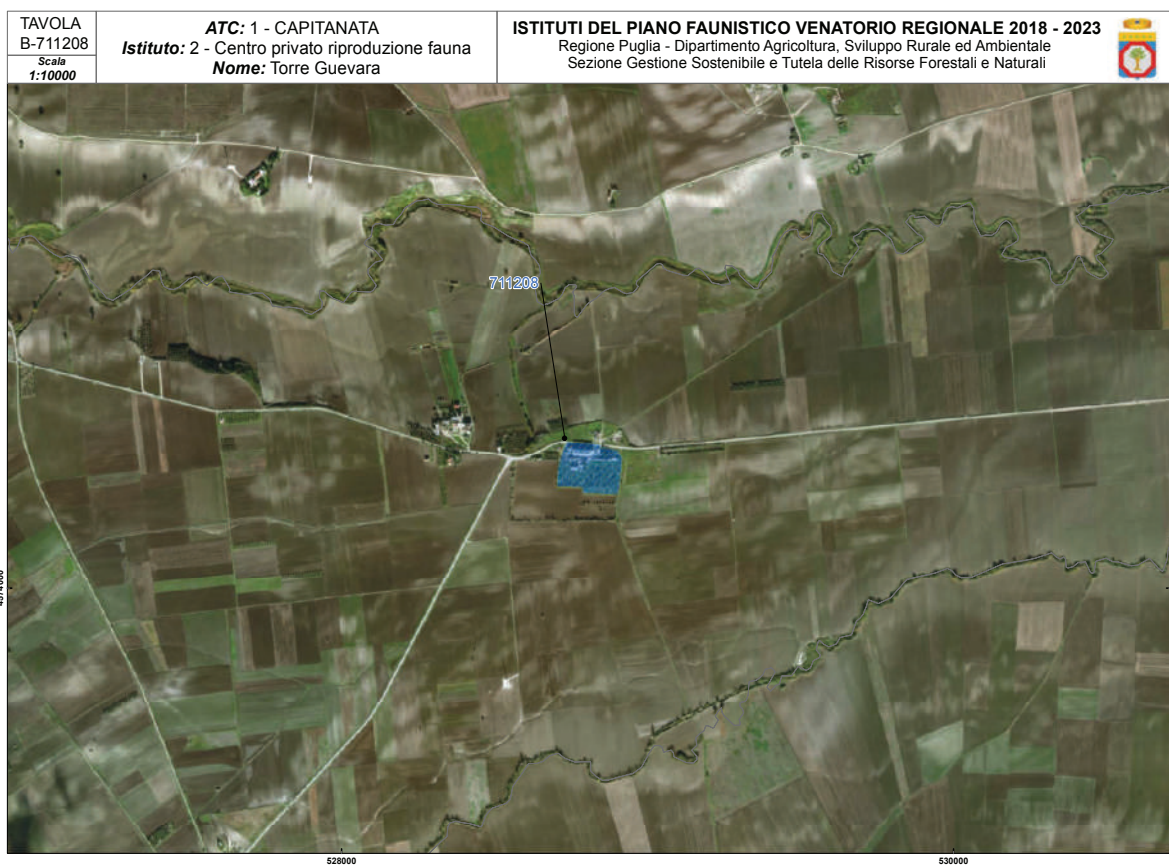 TAVOLA
B-711208
Scala
1:10000
ATC: 1 - CAPITANATA
Istituto: 2 - Centro privato riproduzione fauna
Nome: Torre Guevara
ISTITUTI DEL PIANO FAUNISTICO VENATORIO REGIONALE 2018 - 2023
Regione Puglia - Dipartimento Agricoltura, Sviluppo Rurale ed Ambientale
Sezione Gestione Sostenibile e Tutela delle Risorse Forestali e Naturali
711208
528000
530000